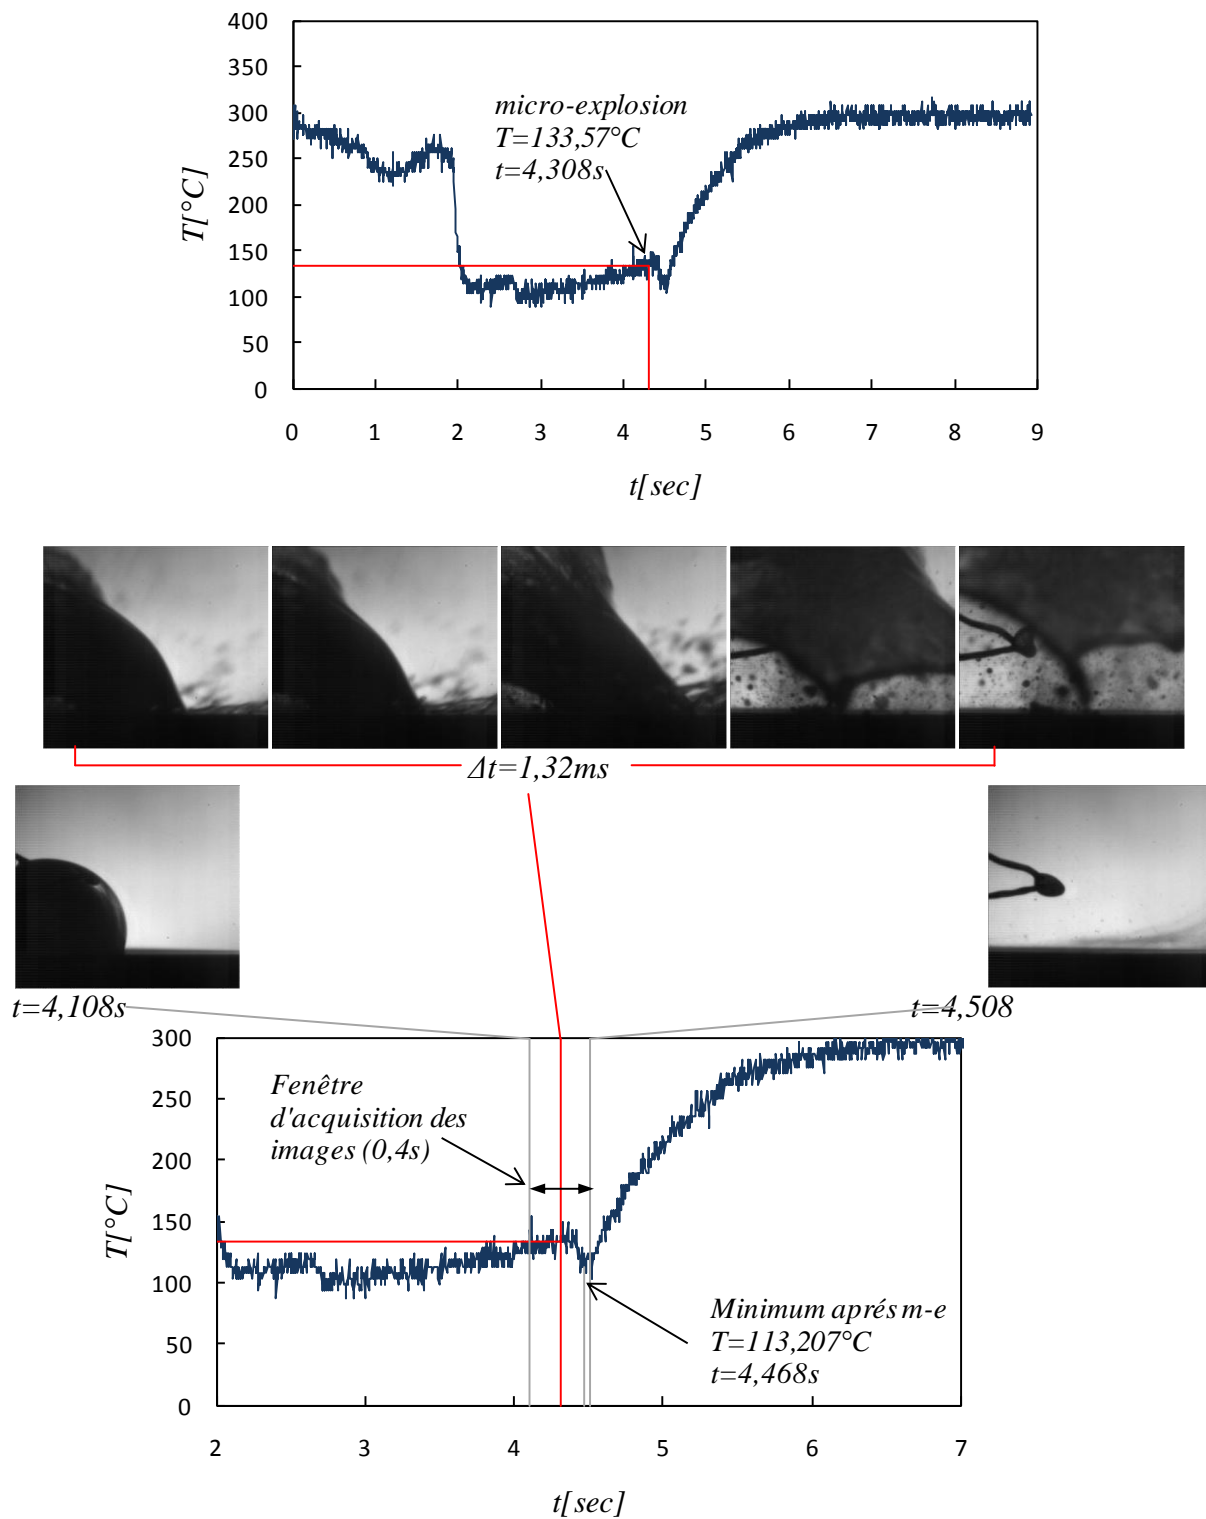 400
350
300
250
200
150
100
50
0
T[°C]
micro-explosion
T=133,57°C
t=4,308s
0 1 2 3 4 5 6 7 8 9
t[sec]
Δt=1,32ms
t=4,108s
t=4,508
300
250
200
150
100
50
0
T[°C]
Fenêtre
d'acquisition des
images (0,4s)
Minimum aprés m-e
T=113,207°C
t=4,468s
2 3 4 5 6 7
t[sec]